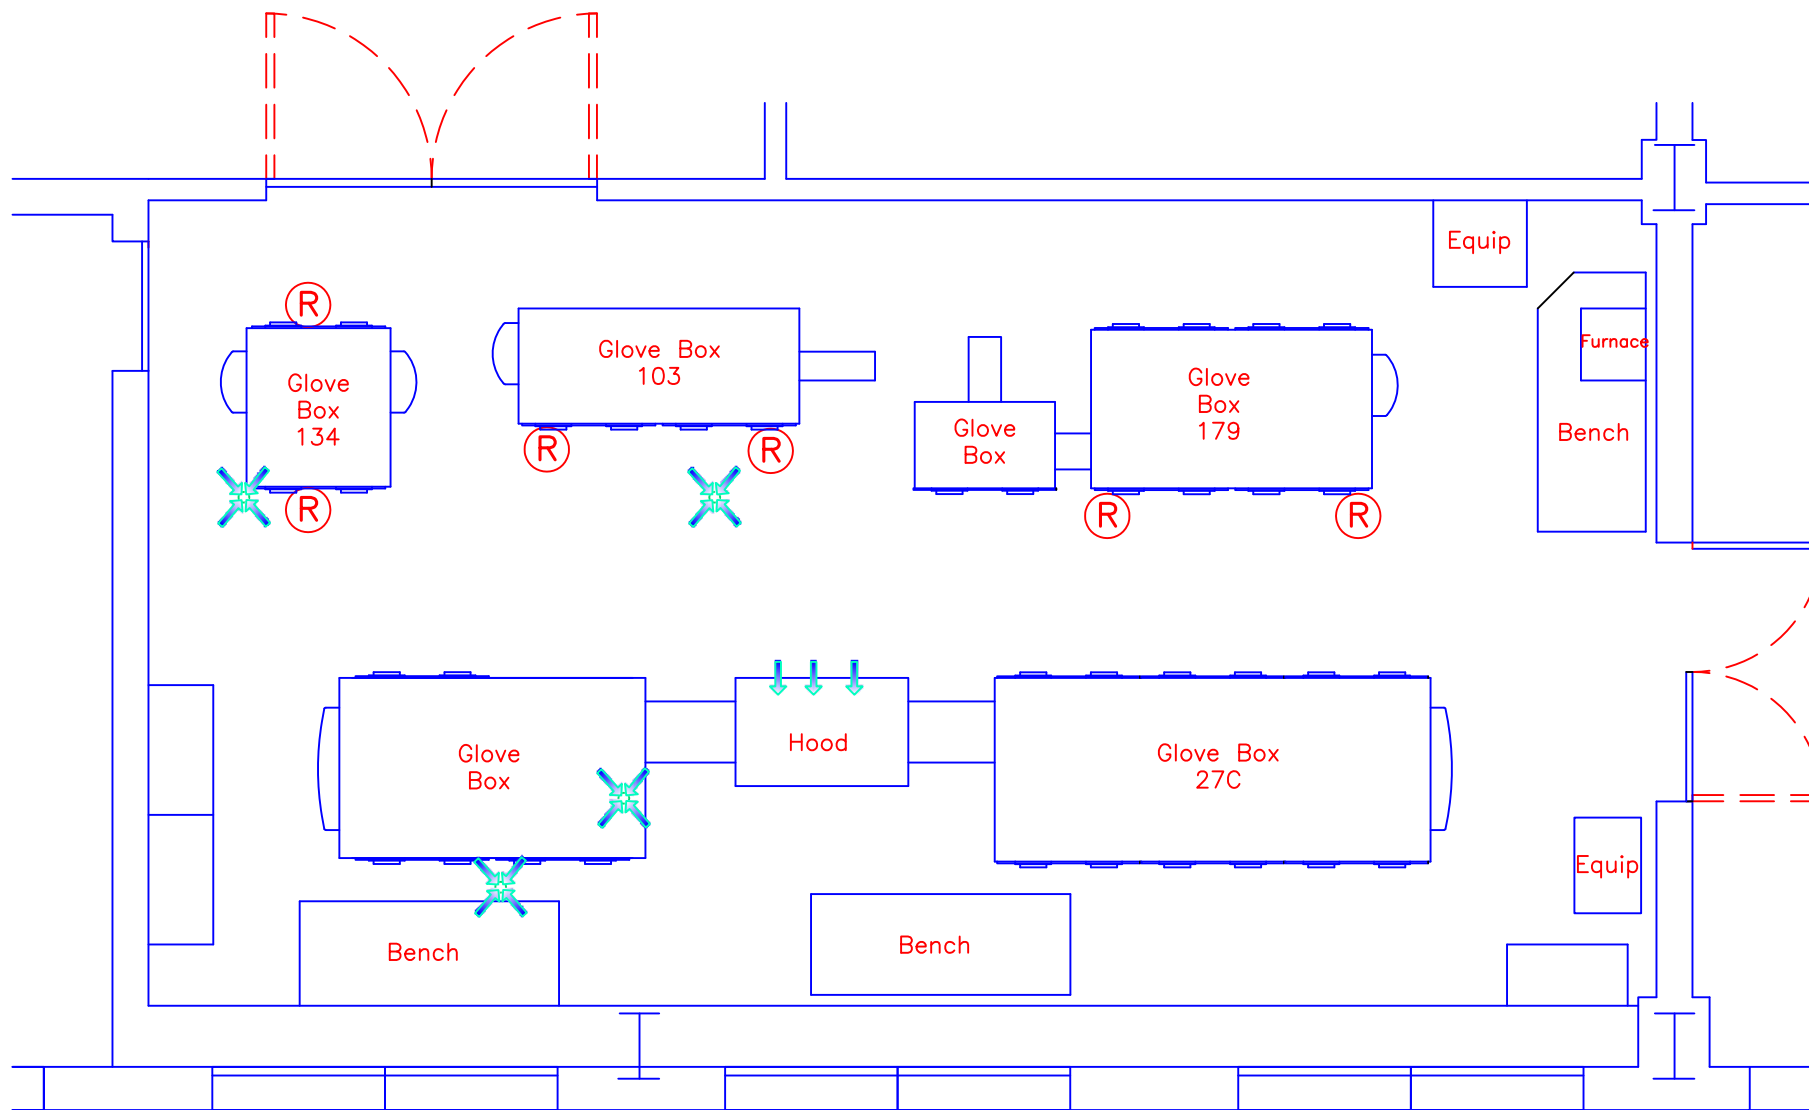 Equip
R
Furnace
Glove Box
103
Glove
Box
134
Glove
Box
179
Glove
Box
Bench
R
R
R
R
R
Hood
Glove
Box
Glove Box
27C
Equip
Bench
Bench